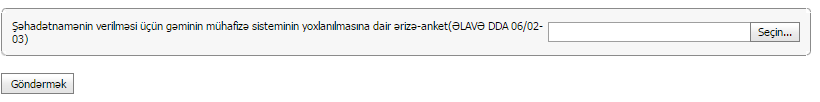 Şəhadətnamənin verilməsi üçün gəminin mühafizə sisteminin yoxlanılmasına dair ərizə-anket(ƏLAVƏ DDA 06/02-
03)
Seçin...
Göndərmək